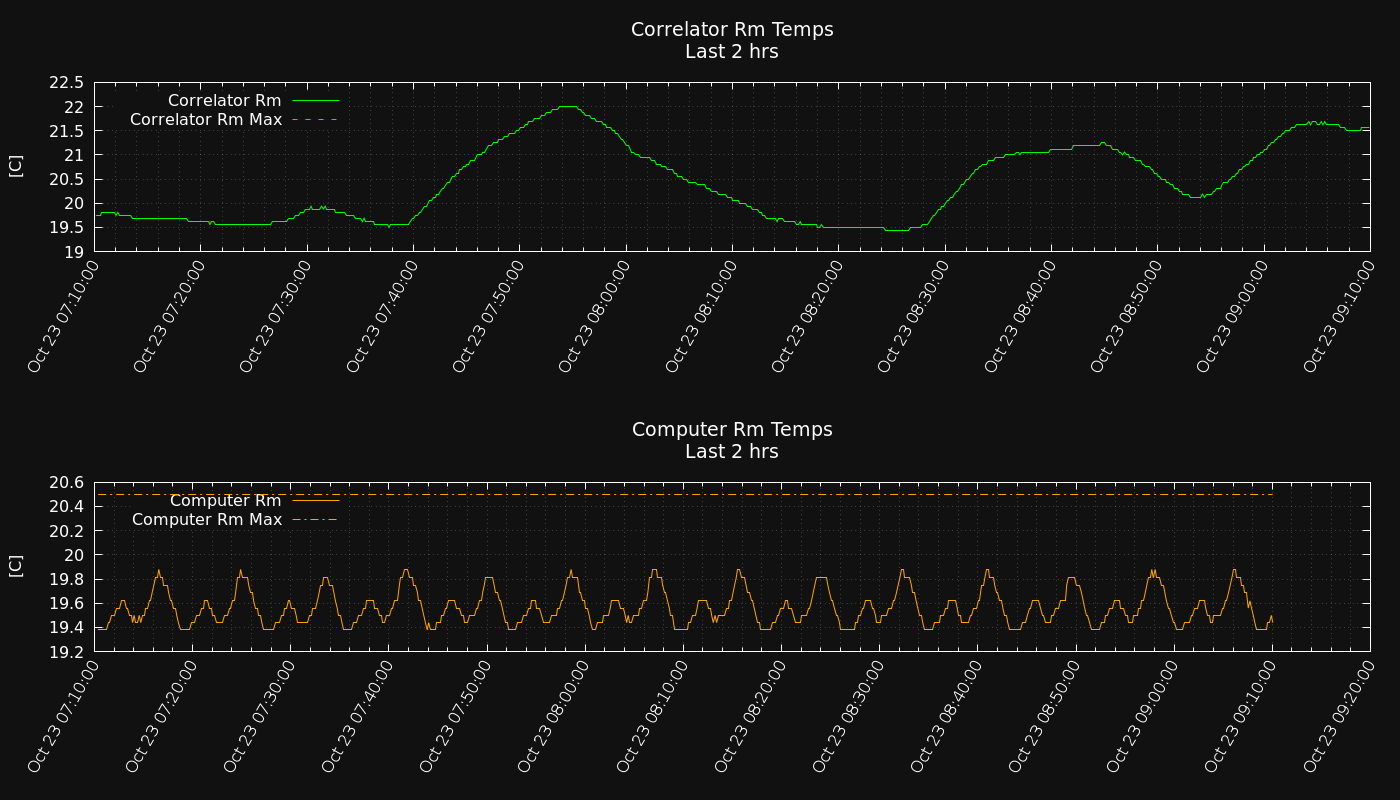 Correlator Rm Temps
Last 2 hrs
22.5
22
21.5
21
20.5
20
19.5
19
[C]
Correlator Rm
Correlator Rm Max
Oct 23 07:10:00
Oct 23 07:20:00
Oct 23 07:30:00
Oct 23 07:40:00
Oct 23 07:50:00
Oct 23 08:00:00
Oct 23 08:10:00
Oct 23 08:20:00
Oct 23 08:30:00
Oct 23 08:40:00
Oct 23 08:50:00
Oct 23 09:00:00
Oct 23 09:10:00
Computer Rm Temps
Last 2 hrs
20.6
20.4
20.2
20
19.8
19.6
19.4
19.2
[C]
Computer Rm
Computer Rm Max
Oct 23 07:10:00
Oct 23 07:20:00
Oct 23 07:30:00
Oct 23 07:40:00
Oct 23 07:50:00
Oct 23 08:00:00
Oct 23 08:10:00
Oct 23 08:20:00
Oct 23 08:30:00
Oct 23 08:40:00
Oct 23 08:50:00
Oct 23 09:00:00
Oct 23 09:10:00
Oct 23 09:20:00